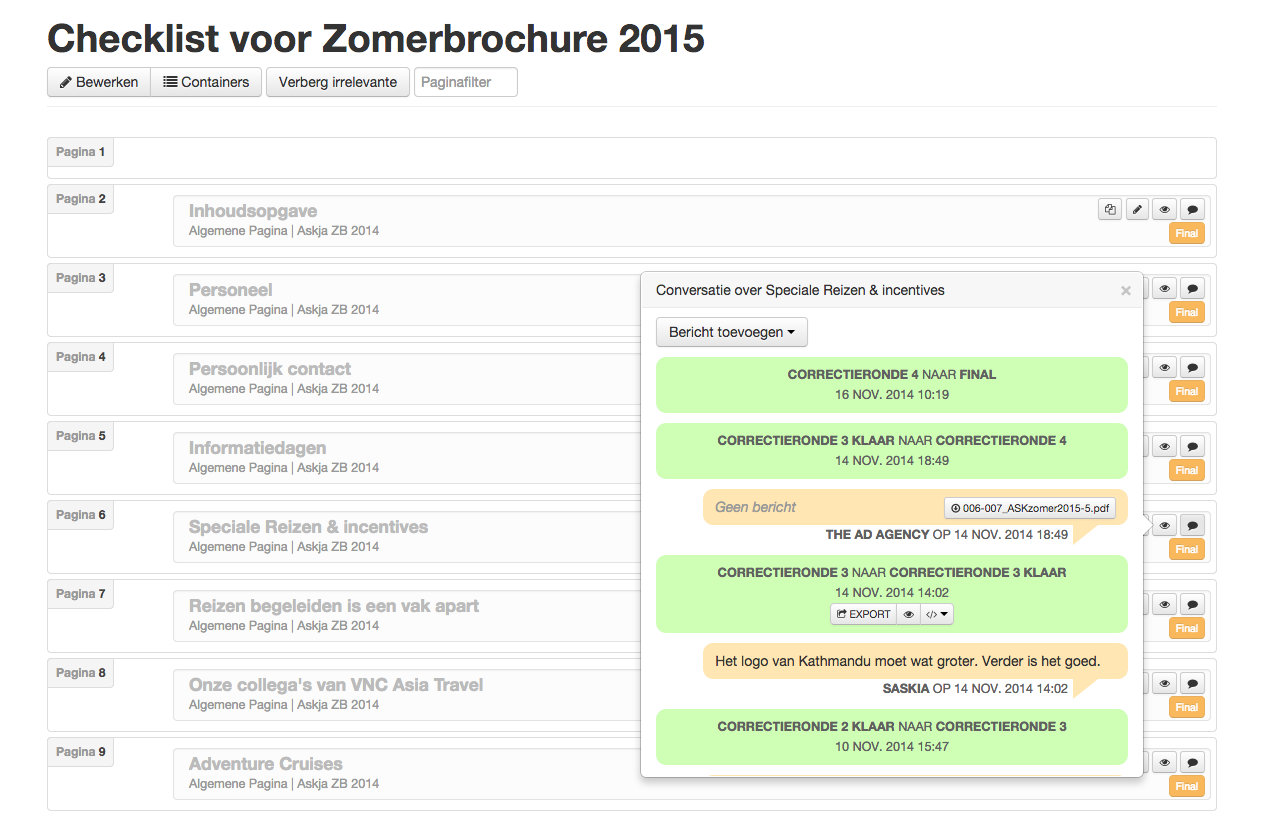 Checklist voor Zomerbrochure 2015
Bewerken Containers Verberg irrelevante Paginafilter
Pagina 1
Pagina 2
Inhoudsopgave
Algemene Pagina | Askja ZB 2014
Final
Pagina 3
Personeel
Algemene Pagina | Askja ZB 2014
Final
Pagina 4
Persoonlijk contact
Algemene Pagina | Askja ZB 2014
Final
Pagina 5
Informatiedagen
Algemene Pagina | Askja ZB 2014
Final
Pagina 6
Speciale Reizen & incentives
Algemene Pagina | Askja ZB 2014
Final
Pagina 7
Reizen begeleiden is een vak apart
Algemene Pagina | Askja ZB 2014
Final
Pagina 8
Onze collega's van VNC Asia Travel
Algemene Pagina | Askja ZB 2014
Final
Pagina 9
Adventure Cruises
Algemene Pagina | Askja ZB 2014
Final
Conversatie over Speciale Reizen & incentives ×
Bericht toevoegen
CORRECTIERONDE 4 NAAR FINAL
16 NOV. 2014 10:19
CORRECTIERONDE 3 KLAAR NAAR CORRECTIERONDE 4
14 NOV. 2014 18:49
Geen bericht 006-007_ASKzomer2015-5.pdf
THE AD AGENCY OP 14 NOV. 2014 18:49
CORRECTIERONDE 3 NAAR CORRECTIERONDE 3 KLAAR
14 NOV. 2014 14:02
EXPORT </>
Het logo van Kathmandu moet wat groter. Verder is het goed.
SASKIA OP 14 NOV. 2014 14:02
CORRECTIERONDE 2 KLAAR NAAR CORRECTIERONDE 3
10 NOV. 2014 15:47